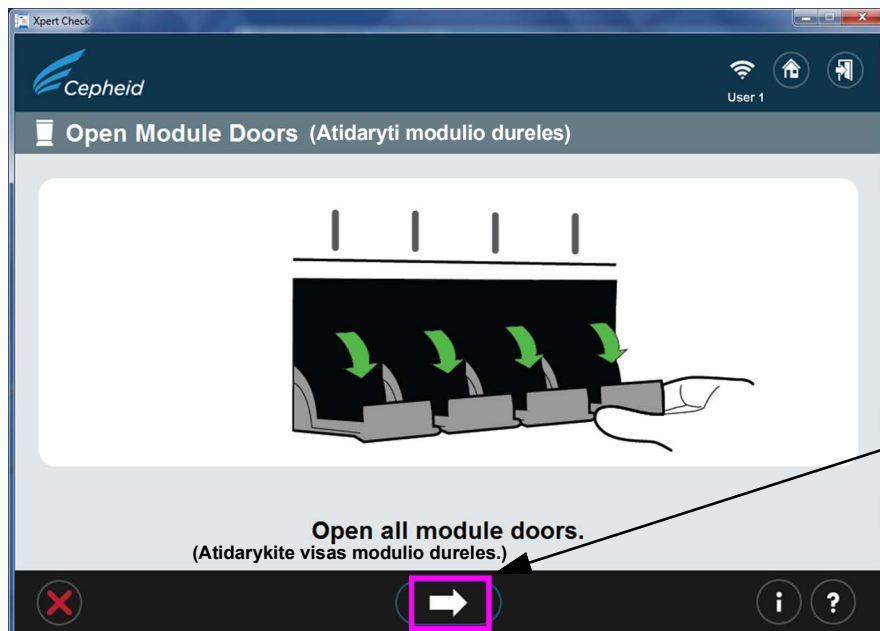 Xpert Check
Cepheid
User 1
Open Module Doors (Atidaryti modulio dureles)
Open all module doors.
(Atidarykite visas modulio dureles.)
i ?